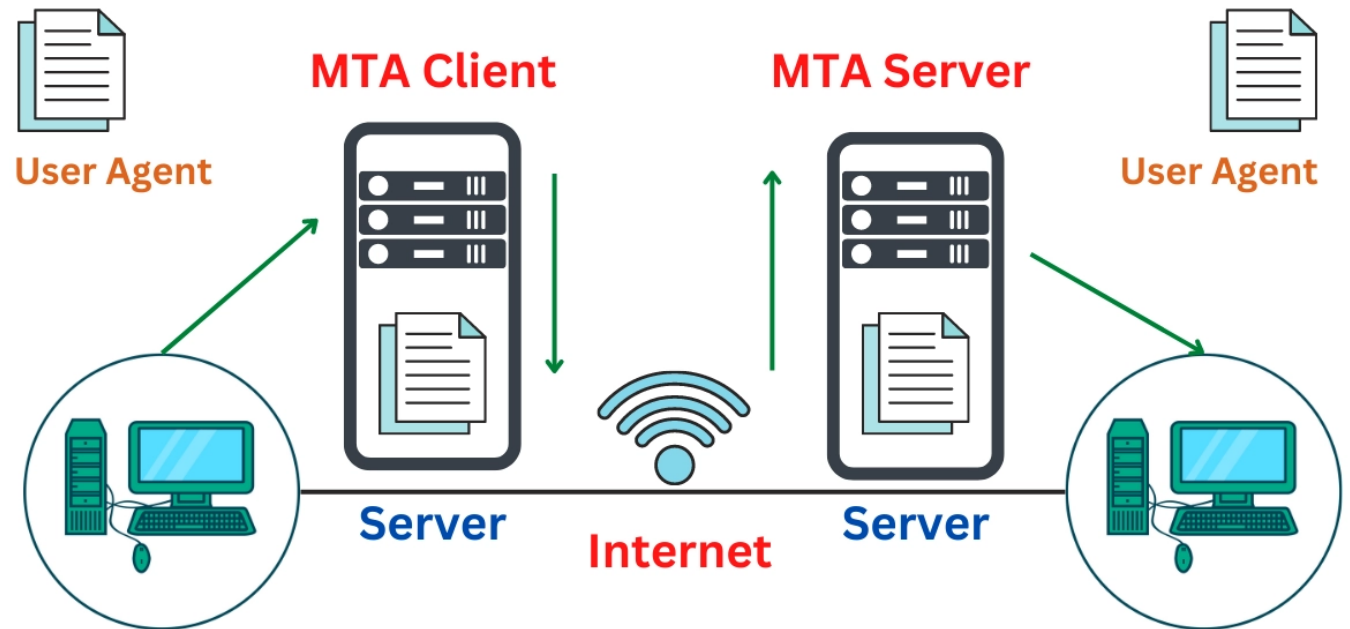 MTA Client
MTA Server
User Agent
User Agent
Server
Server
Internet